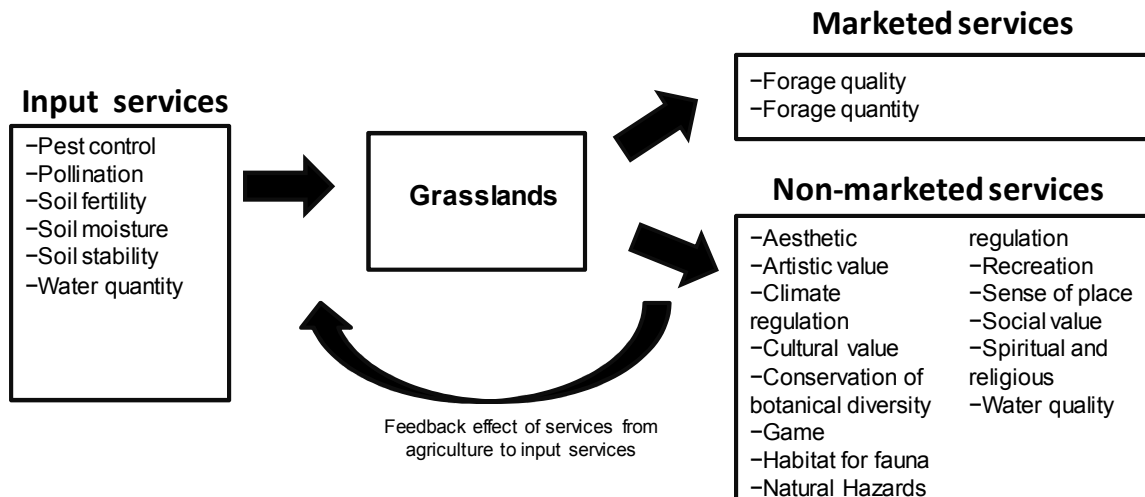 Input services
−Pest control
−Pollination
−Soil fertility
−Soil moisture
−Soil stability
−Water quantity
Grasslands
Marketed services
−Forage quality
−Forage quantity
Non-marketed services
−Aesthetic
−Artistic value
−Climate
regulation
−Cultural value
−Conservation of
botanical diversity
−Game
−Habitat for fauna
−Natural Hazards
regulation
−Recreation
−Sense of place
−Social value
−Spiritual and
religious
−Water quality
Feedback effect of services from
agriculture to input services